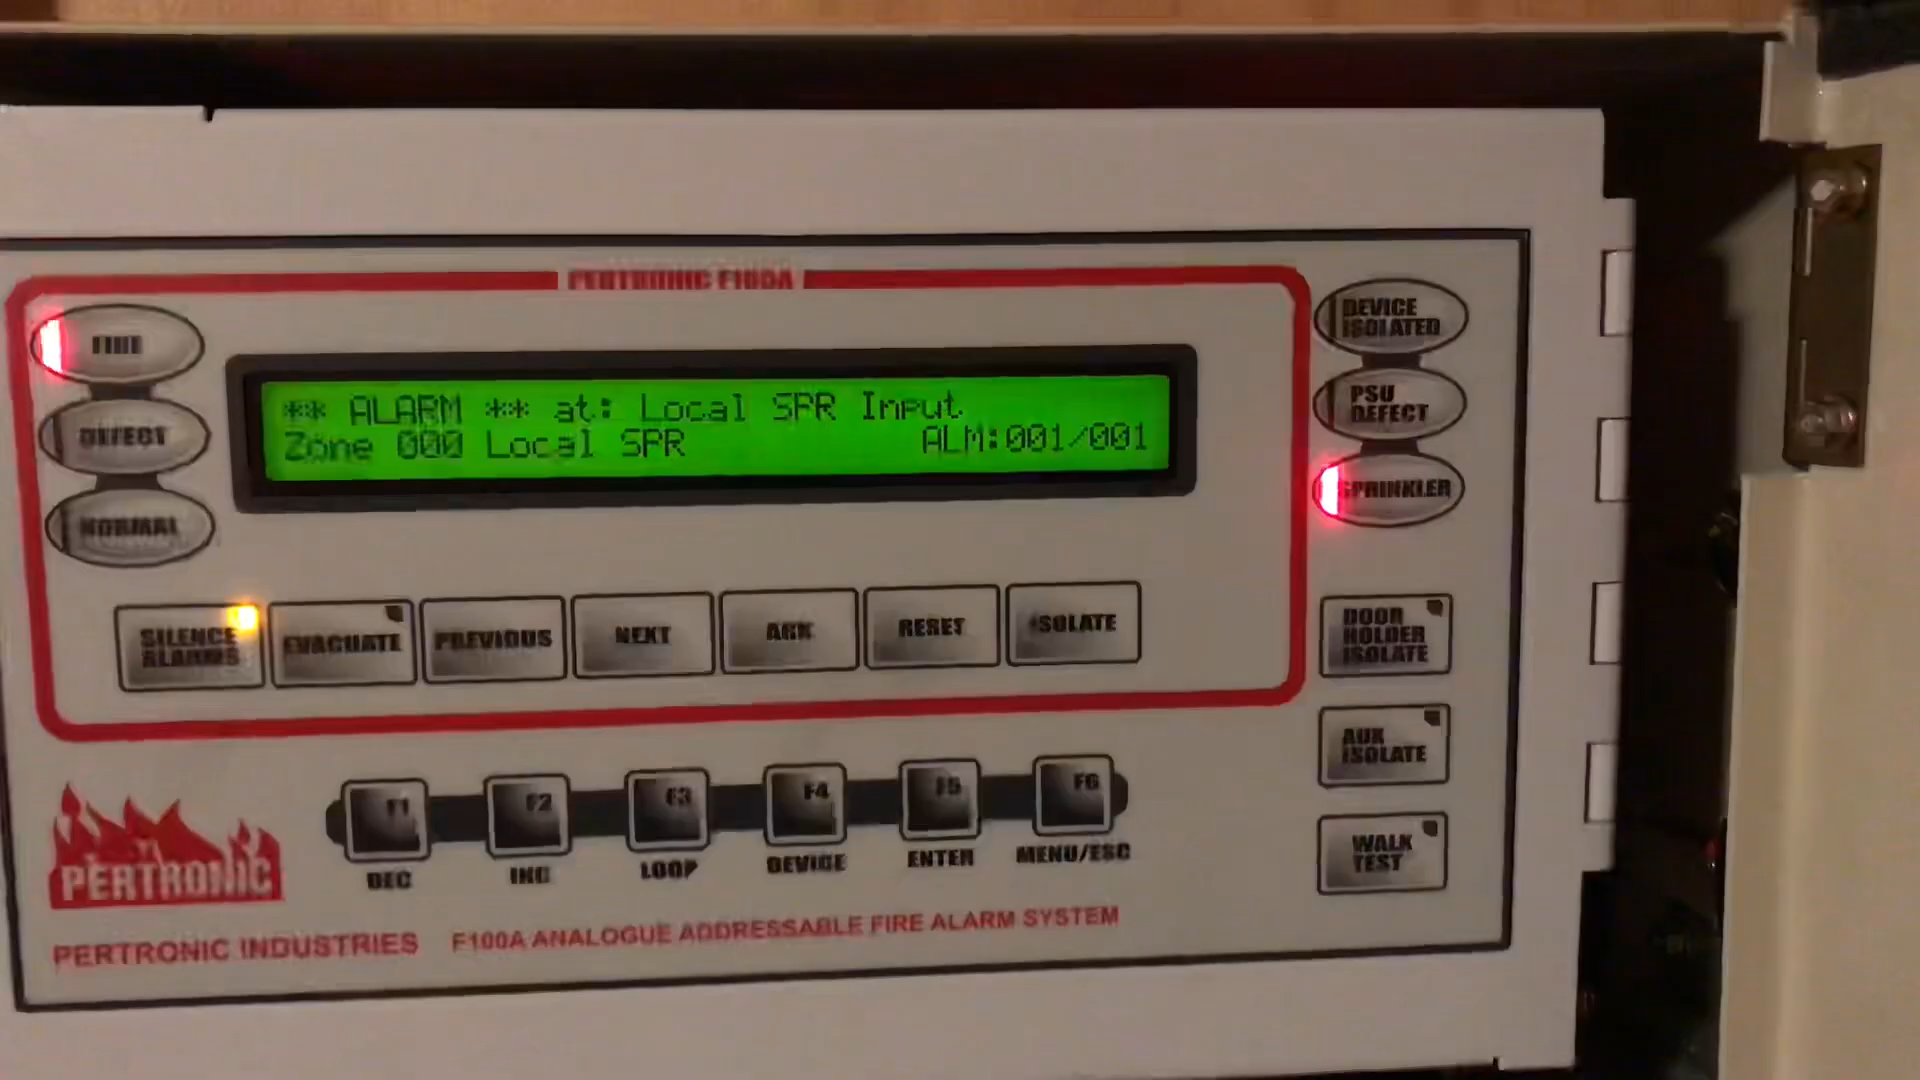 PERTRONIC F100A
FIRE
DEFECT
NORMAL
** ALARM ** at: Local SPR Input
Zone 000 Local SPR ALM:001/001
DEVICE
ISOLATED
PSU
DEFECT
SPRINKLER
SILENCE
ALARMS
EVACUATE
PREVIOUS
NEXT
ACK
RESET
ISOLATE
DOOR
HOLDER
ISOLATE
AUX
ISOLATE
WALK
TEST
F1
F2
F3
F4
F5
F6
DEC
INC
LOOP
DEVICE
ENTER
MENU/ESC
PERTRONIC
PERTRONIC INDUSTRIES
F100A ANALOGUE ADDRESSABLE FIRE ALARM SYSTEM